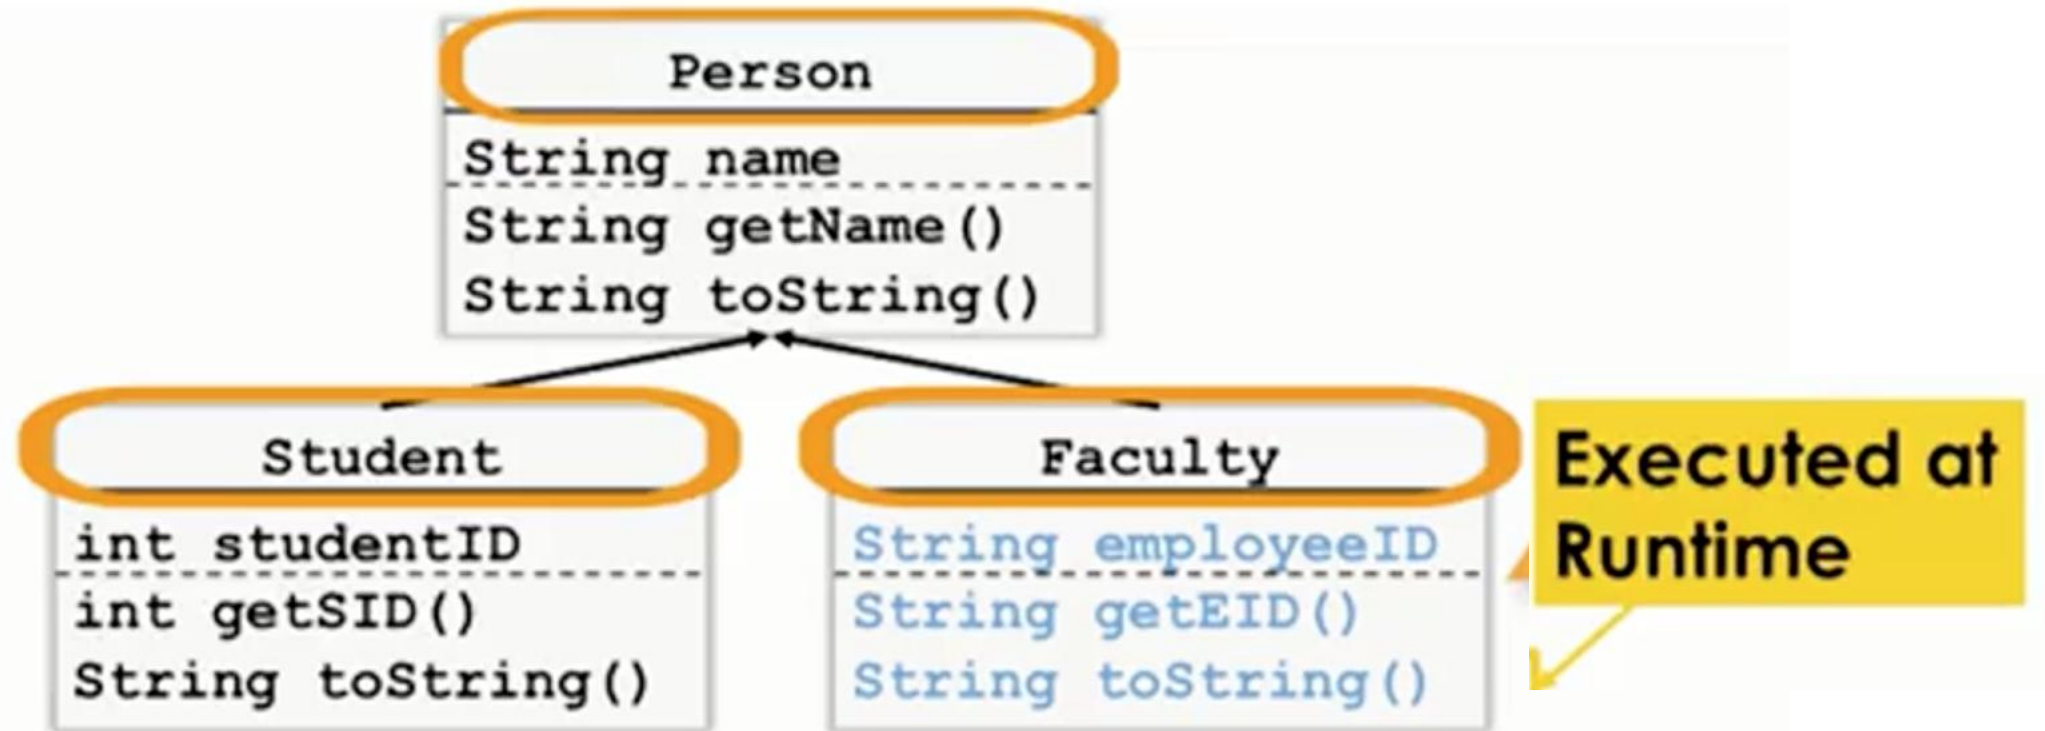 Person
String name
String getName()
String toString()
Student
int studentID
int getSID()
String toString()
Faculty
String employeeID
String getEID()
String toString()
Executed at
Runtime